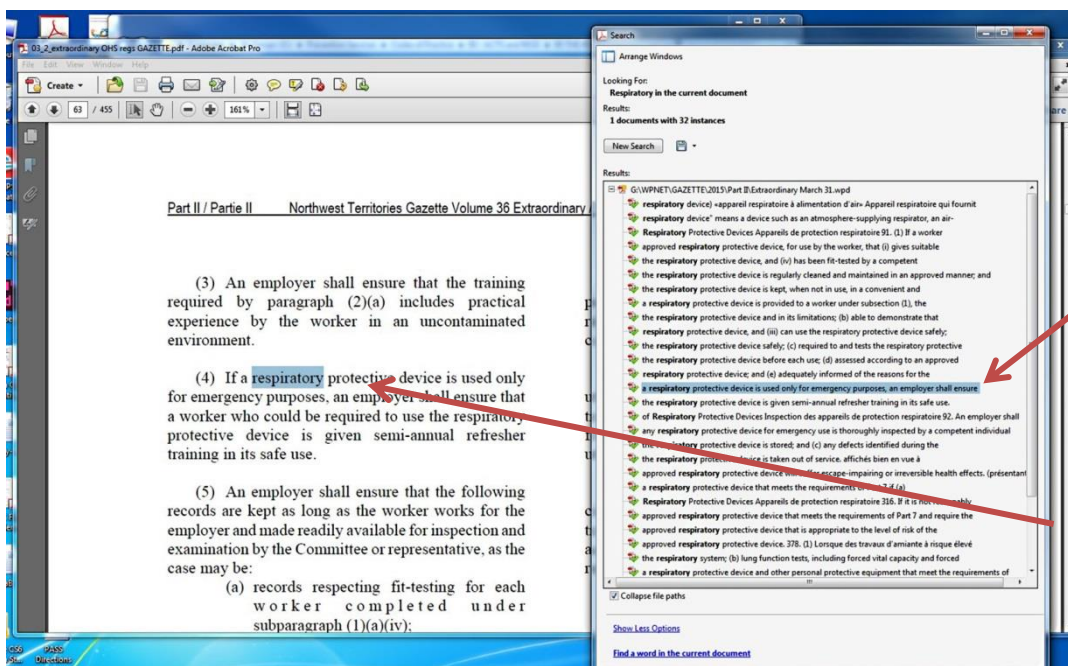 03_2_extraordinary OHS regs GAZETTE.pdf - Adobe Acrobat Pro
File Edit View Window Help
Create
63 / 455
161%
Part II / Partie II Northwest Territories Gazette Volume 36 Extraordinary
(3) An employer shall ensure that the training
required by paragraph (2)(a) includes practical
experience by the worker in an uncontaminated
environment.
(4) If a respiratory protective device is used only
for emergency purposes, an employer shall ensure that
a worker who could be required to use the respiratory
protective device is given semi-annual refresher
training in its safe use.
(5) An employer shall ensure that the following
records are kept as long as the worker works for the
employer and made readily available for inspection and
examination by the Committee or representative, as the
case may be:
(a) records respecting fit-testing for each
worker completed under
subparagraph (1)(a)(iv);
Search
Arrange Windows
Looking For:
Respiratory in the current document
Results:
1 documents with 32 instances
New Search
Results:
G:\WPNET\GAZETTE\2015\Part II\Extraordinary March 31.wpd
respiratory device) «appareil respiratoire à alimentation d'air» Appareil respiratoire qui fournit
respiratory device" means a device such as an atmosphere-supplying respirator, an air-
Respiratory Protective Devices Appareils de protection respiratoire 91. (1) If a worker
approved respiratory protective device, for use by the worker, that (i) gives suitable
the respiratory protective device, and (iv) has been fit-tested by a competent
the respiratory protective device is regularly cleaned and maintained in an approved manner; and
the respiratory protective device is kept, when not in use, in a convenient and
a respiratory protective device is provided to a worker under subsection (1), the
the respiratory protective device and in its limitations; (b) able to demonstrate that
respiratory protective device, and (iii) can use the respiratory protective device safely;
the respiratory protective device safely; (c) required to and tests the respiratory protective
the respiratory protective device before each use; (d) assessed according to an approved
respiratory protective device; and (e) adequately informed of the reasons for the
a respiratory protective device is used only for emergency purposes, an employer shall ensure
the respiratory protective device is given semi-annual refresher training in its safe use.
of Respiratory Protective Devices Inspection des appareils de protection respiratoire 92. An employer shall
any respiratory protective device for emergency use is thoroughly inspected by a competent individual
the respiratory protective device is stored; and (c) any defects identified during the
the respiratory protective device is taken out of service. affichés bien en vue à
approved respiratory protective device escape-impairing or irreversible health effects. (présentant
a respiratory protective device that meets the requirements of Part 7 if (a)
Respiratory Protective Devices Appareils de protection respiratoire 316. If it is not reasonably
approved respiratory protective device that meets the requirements of Part 7 and require the
approved respiratory protective device that is appropriate to the level of risk of the
approved respiratory protective device. 378. (1) Lorsque des travaux d'amiante à risque élevé
the respiratory system; (b) lung function tests, including forced vital capacity and forced
a respiratory protective device and other personal protective equipment that meet the requirements of
Collapse file paths
Show Less Options
Find a word in the current document
CS6 PASS
Directions